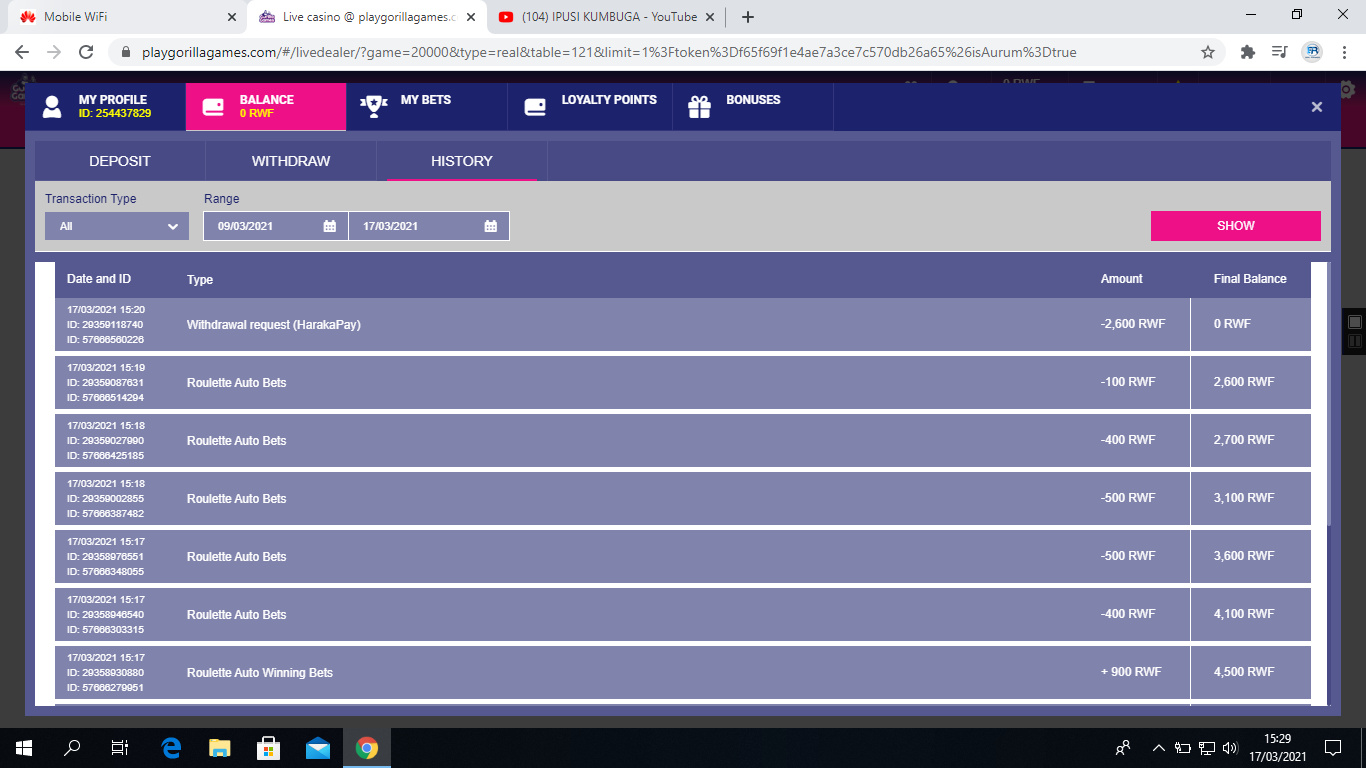 Mobile WiFi
Live casino @ playgorillagames.c
(104) IPUSI KUMBUGA - YouTube
playgorillagames.com/#/livedealer/?game=20000&type=real&table=121&limit=1%3Ftoken%3Df65f69f1e4ae7a3ce7c570db26a65%26isAurum%3Dtrue
MY PROFILE
ID: 254437829
BALANCE
0 RWF
MY BETS
LOYALTY POINTS
BONUSES
DEPOSIT
WITHDRAW
HISTORY
Transaction Type
Range
All
09/03/2021
17/03/2021
SHOW
Date and ID
Type
Amount
Final Balance
17/03/2021 15:20
ID: 29359118740
ID: 57666560226
Withdrawal request (HarakaPay)
-2,600 RWF
0 RWF
17/03/2021 15:19
ID: 29359087631
ID: 57666514294
Roulette Auto Bets
-100 RWF
2,600 RWF
17/03/2021 15:18
ID: 29359027990
ID: 57666425185
Roulette Auto Bets
-400 RWF
2,700 RWF
17/03/2021 15:18
ID: 29359002855
ID: 57666387482
Roulette Auto Bets
-500 RWF
3,100 RWF
17/03/2021 15:17
ID: 29358976551
ID: 57666348055
Roulette Auto Bets
-500 RWF
3,600 RWF
17/03/2021 15:17
ID: 29358946540
ID: 57666303315
Roulette Auto Bets
-400 RWF
4,100 RWF
17/03/2021 15:17
ID: 29358930880
ID: 57666279951
Roulette Auto Winning Bets
+ 900 RWF
4,500 RWF
15:29
17/03/2021